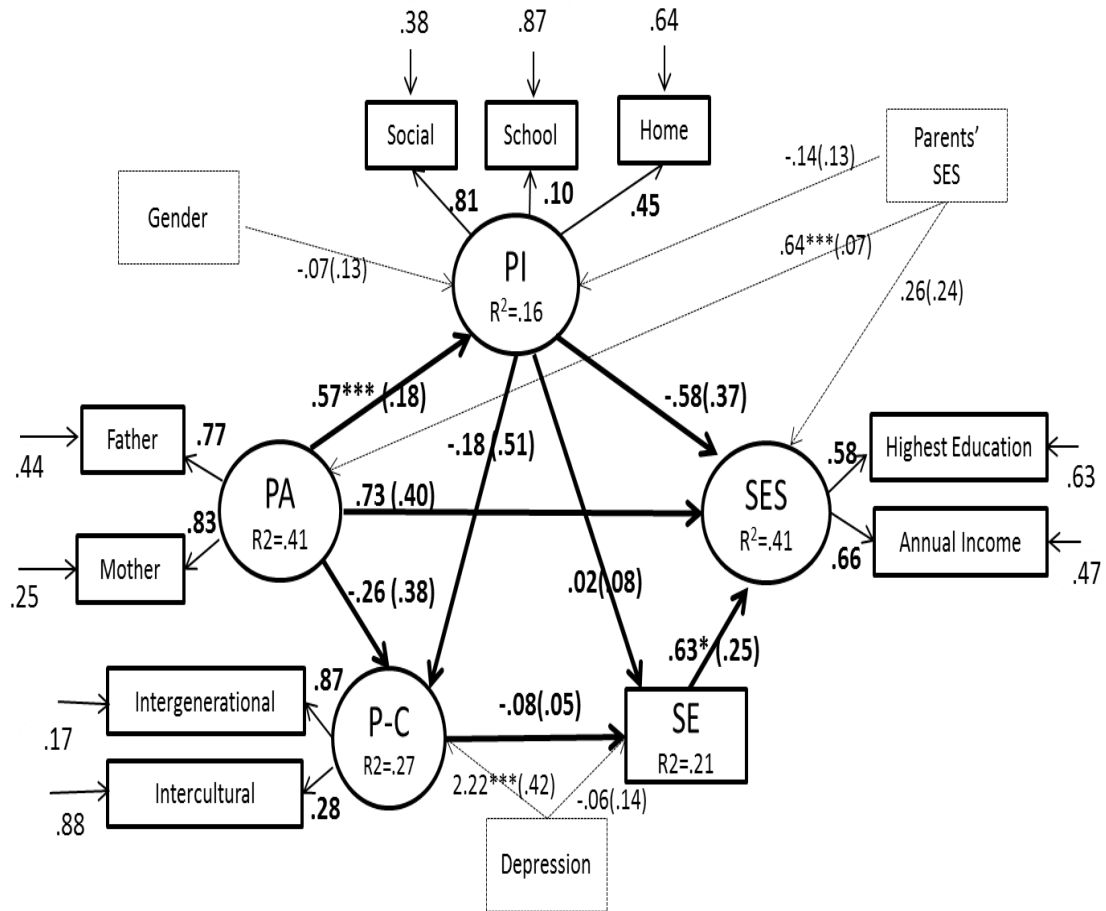 .38
.87
.64
Social
School
Home
Parents’
SES
-.14(.13)
Gender
.81
.10
.45
-.07(.13)
.64***(.07)
PI
R²=.16
.26(.24)
.57***(.18)
-.18 (.51)
-.58(.37)
Father
.77
.44
PA
R2=.41
.73 (.40)
SES
R²=.41
.58
Highest Education
.63
Mother
.83
.25
.66
Annual Income
.47
-.26 (.38)
.02(.08)
.63* (.25)
Intergenerational
.87
.17
P-C
R2=.27
-.08(.05)
SE
R2=.21
Intercultural
.28
.88
2.22***(.42)
-.06(.14)
Depression